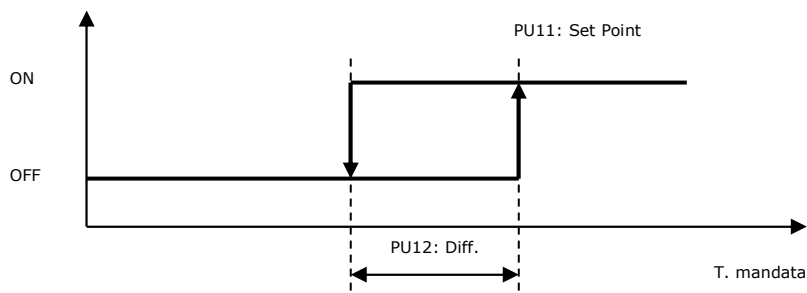 PU11: Set Point
ON
OFF
PU12: Diff.
T. mandata